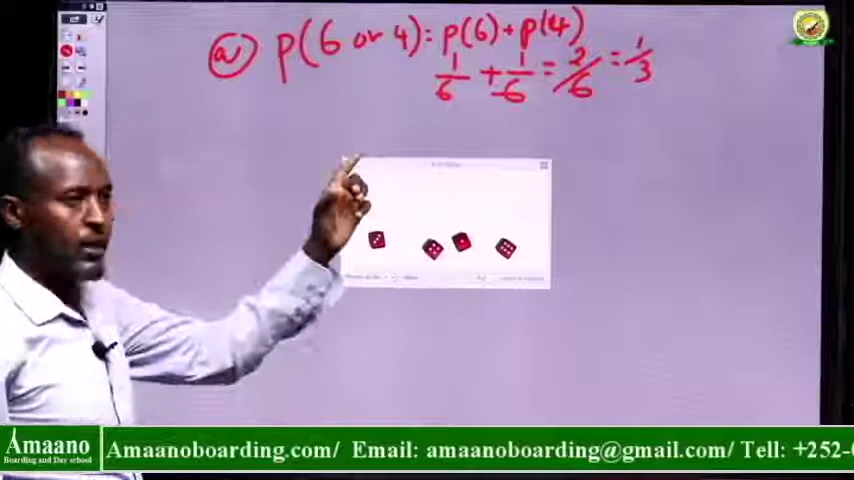 a) P(6 or 4) = P(6) + P(4)
1/6 + 1/6 = 2/6 = 1/3
Amaano
Boarding and Day school
Amaanoboarding.com/ Email: amaanoboarding@gmail.com/ Tell: +252-